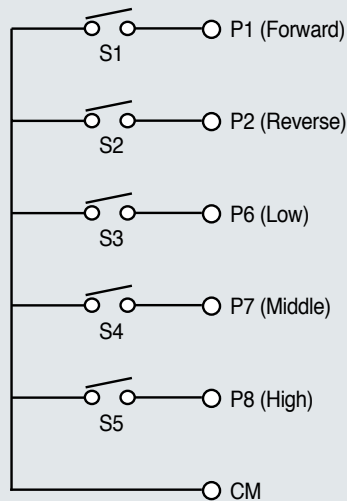 P1 (Forward)
S1
P2 (Reverse)
S2
P6 (Low)
S3
P7 (Middle)
S4
P8 (High)
S5
CM